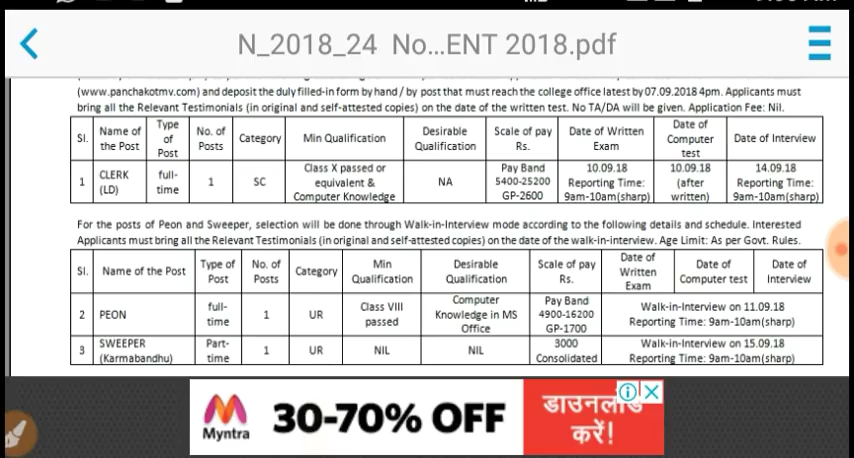 N_2018_24 No...ENT 2018.pdf
(www.panchakotmv.com) and deposit the duly filled-in form by hand / by post that must reach the college office latest by 07.09.2018 4pm. Applicants must
bring all the Relevant Testimonials (in original and self-attested copies) on the date of the written test. No TA/DA will be given. Application Fee: Nil.
Sl. Name of the Post Type of Post No. of Posts Category Min Qualification Desirable Qualification Scale of pay Rs. Date of Written Exam Date of Computer test Date of Interview
1 CLERK (LD) full-time 1 SC Class X passed or equivalent & Computer Knowledge NA Pay Band 5400-25200 GP-2600 10.09.18 Reporting Time: 9am-10am(sharp) 10.09.18 (after written) 14.09.18 Reporting Time: 9am-10am(sharp)
For the posts of Peon and Sweeper, selection will be done through Walk-in-Interview mode according to the following details and schedule. Interested
Applicants must bring all the Relevant Testimonials (in original and self-attested copies) on the date of the walk-in-interview. Age Limit: As per Govt. Rules.
Sl. Name of the Post Type of Post No. of Posts Category Min Qualification Desirable Qualification Scale of pay Rs. Date of Written Exam Date of Computer test Date of Interview
2 PEON full-time 1 UR Class VIII passed Computer Knowledge in MS Office Pay Band 4900-16200 GP-1700 Walk-in-Interview on 11.09.18 Reporting Time: 9am-10am(sharp)
3 SWEEPER (Karmabandhu) Part-time 1 UR NIL NIL 3000 Consolidated Walk-in-Interview on 15.09.18 Reporting Time: 9am-10am(sharp)
Myntra
30-70% OFF
डाउनलोड
करें!